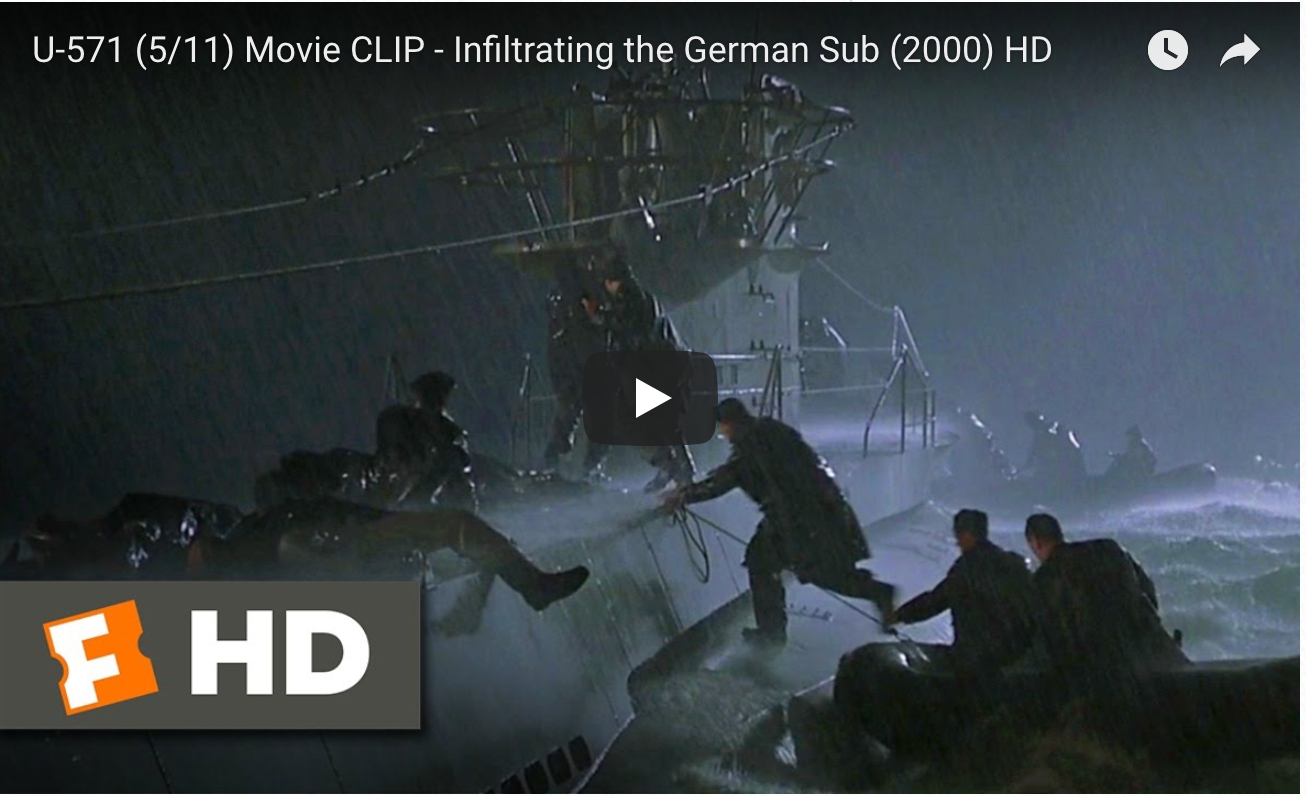 U-571 (5/11) Movie CLIP - Infiltrating the German Sub (2000) HD
F HD